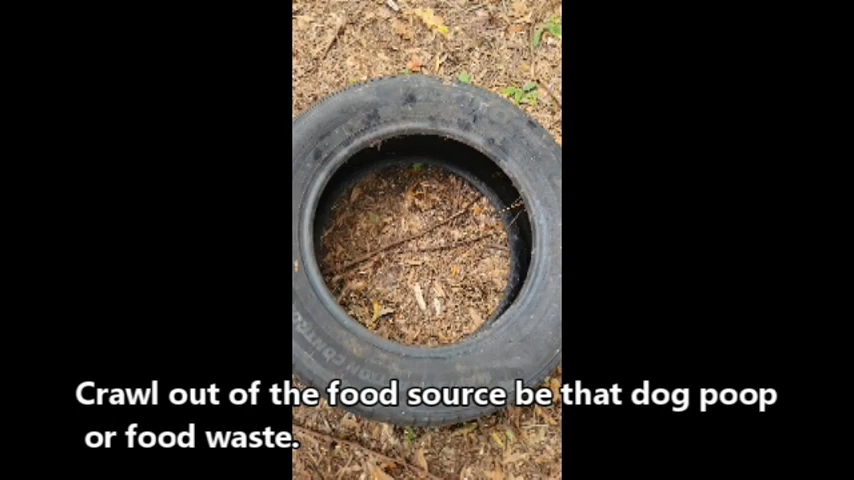 Crawl out of the food source be that dog poop
or food waste.